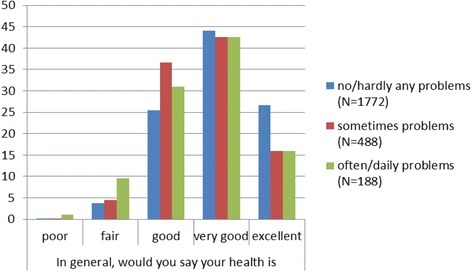 50
45
40
35
30
25
20
15
10
5
0
poor fair good very good excellent
In general, would you say your health is
no/hardly any problems
(N=1772)
sometimes problems
(N=488)
often/daily problems
(N=188)